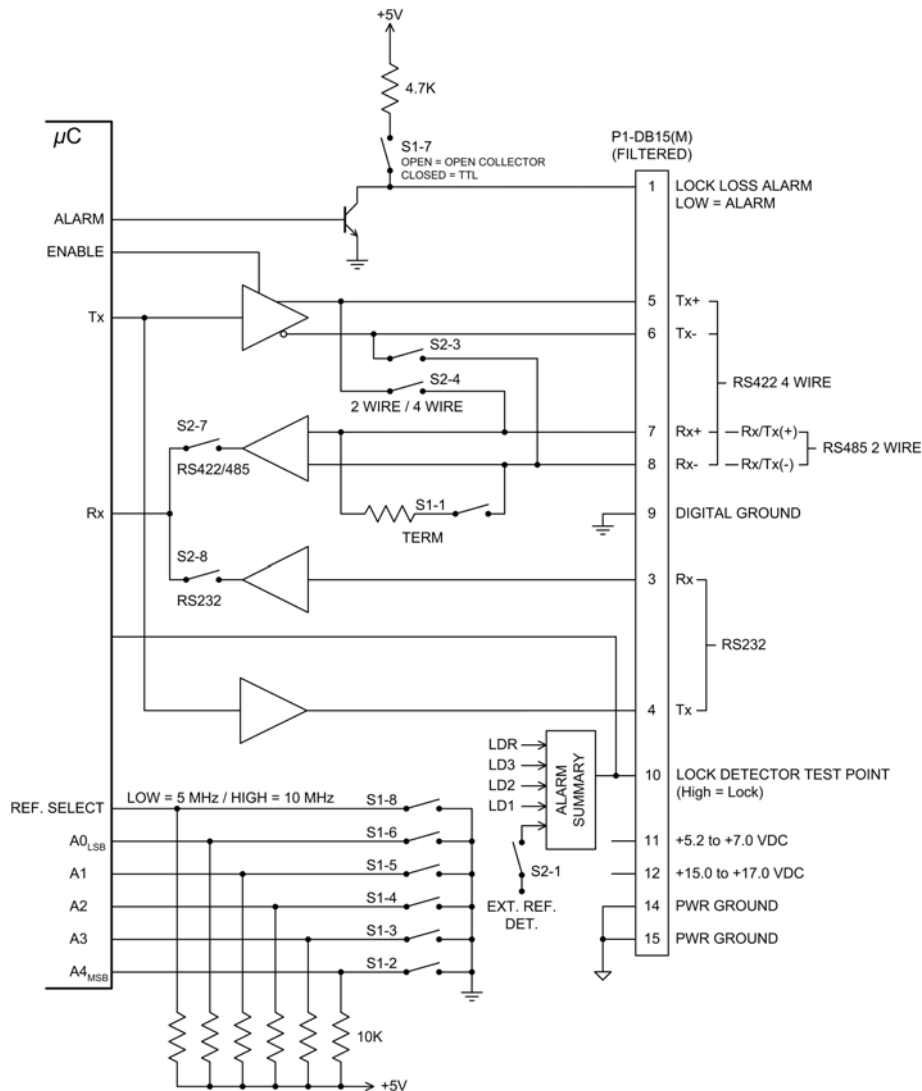 +5V
4.7K
µC
S1-7
OPEN = OPEN COLLECTOR
CLOSED = TTL
P1-DB15(M)
(FILTERED)
1 LOCK LOSS ALARM
LOW = ALARM
ALARM
ENABLE
Tx
5 Tx+
6 Tx-
S2-3
S2-4
2 WIRE / 4 WIRE
RS422 4 WIRE
S2-7
RS422/485
7 Rx+ Rx/Tx(+)
8 Rx- Rx/Tx(-)
RS485 2 WIRE
S1-1
TERM
Rx
9 DIGITAL GROUND
S2-8
RS232
3 Rx
RS232
4 Tx
LDR
LD3
LD2
LD1
ALARM
SUMMARY
10 LOCK DETECTOR TEST POINT
(High = Lock)
S2-1
EXT. REF.
DET.
11 +5.2 to +7.0 VDC
12 +15.0 to +17.0 VDC
14 PWR GROUND
15 PWR GROUND
REF. SELECT LOW = 5 MHz / HIGH = 10 MHz S1-8
A0LSB S1-6
A1 S1-5
A2 S1-4
A3 S1-3
A4MSB S1-2
10K
+5V